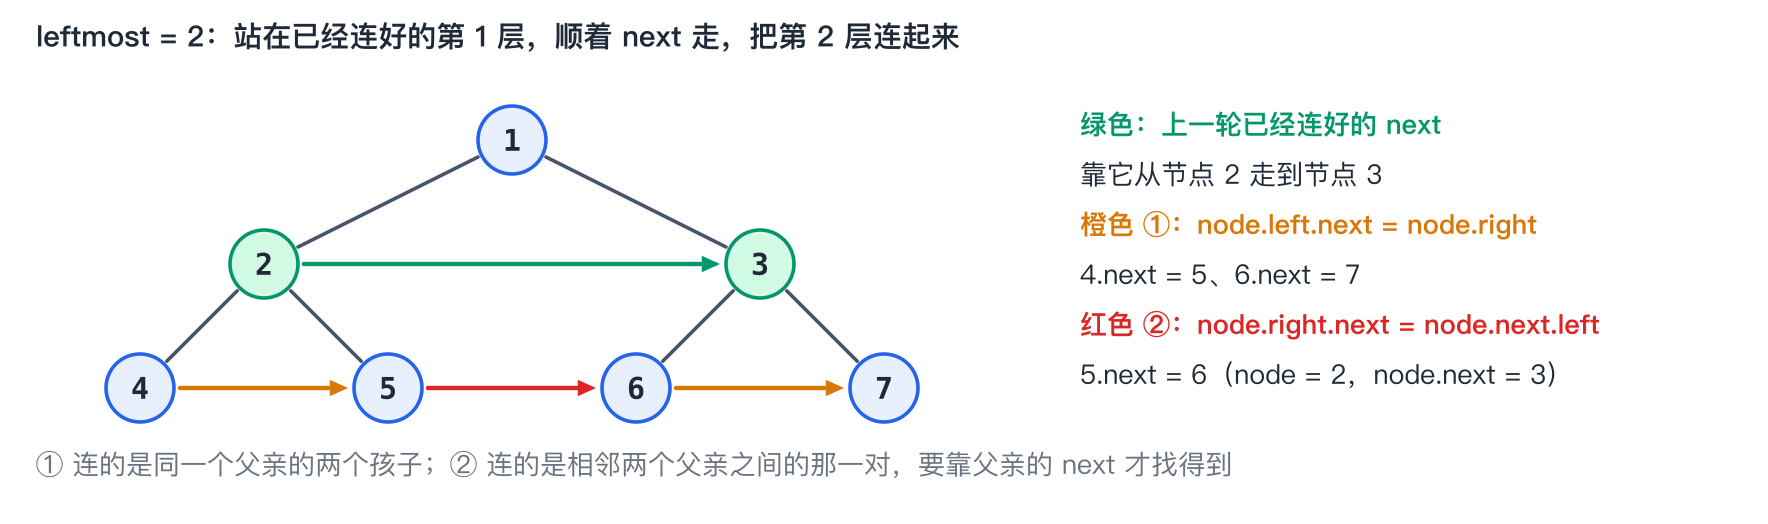 leftmost = 2：站在已经连好的第 1 层，顺着 next 走，把第 2 层连起来
1
2
3
4
5
6
7
绿色：上一轮已经连好的 next
靠它从节点 2 走到节点 3
橙色 ①：node.left.next = node.right
4.next = 5、6.next = 7
红色 ②：node.right.next = node.next.left
5.next = 6（node = 2，node.next = 3）
① 连的是同一个父亲的两个孩子；② 连的是相邻两个父亲之间的那一对，要靠父亲的 next 才找得到